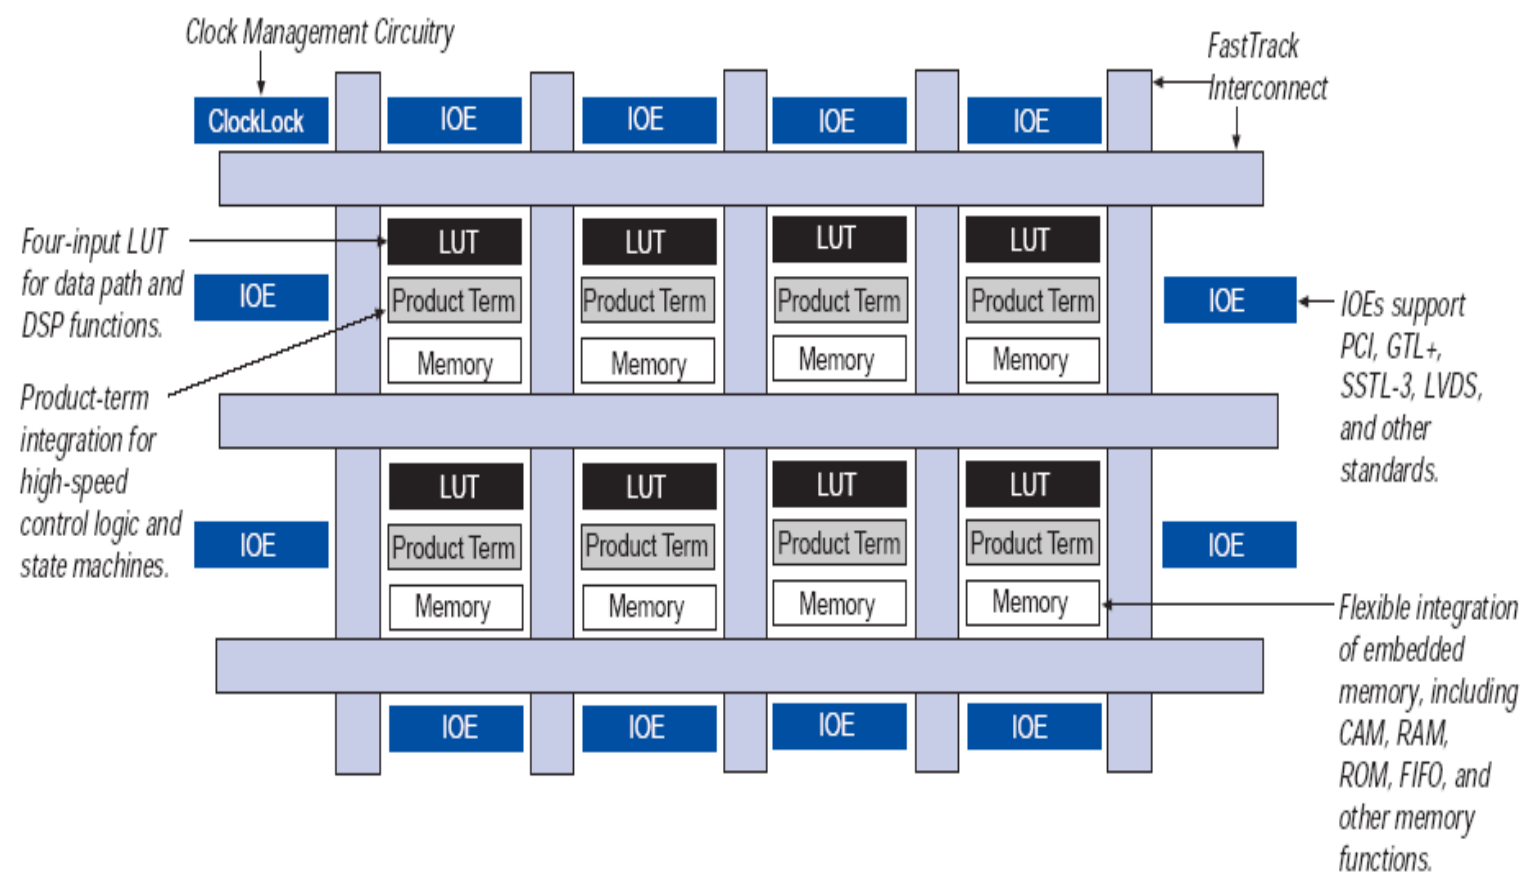 Clock Management Circuitry
FastTrack
Interconnect
ClockLock
IOE
IOE
IOE
IOE
Four-input LUT
for data path and
DSP functions.
LUT
LUT
LUT
LUT
IOE
Product Term
Product Term
Product Term
Product Term
IOE
IOEs support
PCI, GTL+,
SSTL-3, LVDS,
and other
standards.
Memory
Memory
Memory
Memory
Product-term
integration for
high-speed
control logic and
state machines.
LUT
LUT
LUT
LUT
IOE
Product Term
Product Term
Product Term
Product Term
IOE
Memory
Memory
Memory
Memory
Flexible integration
of embedded
memory, including
CAM, RAM,
ROM, FIFO, and
other memory
functions.
IOE
IOE
IOE
IOE